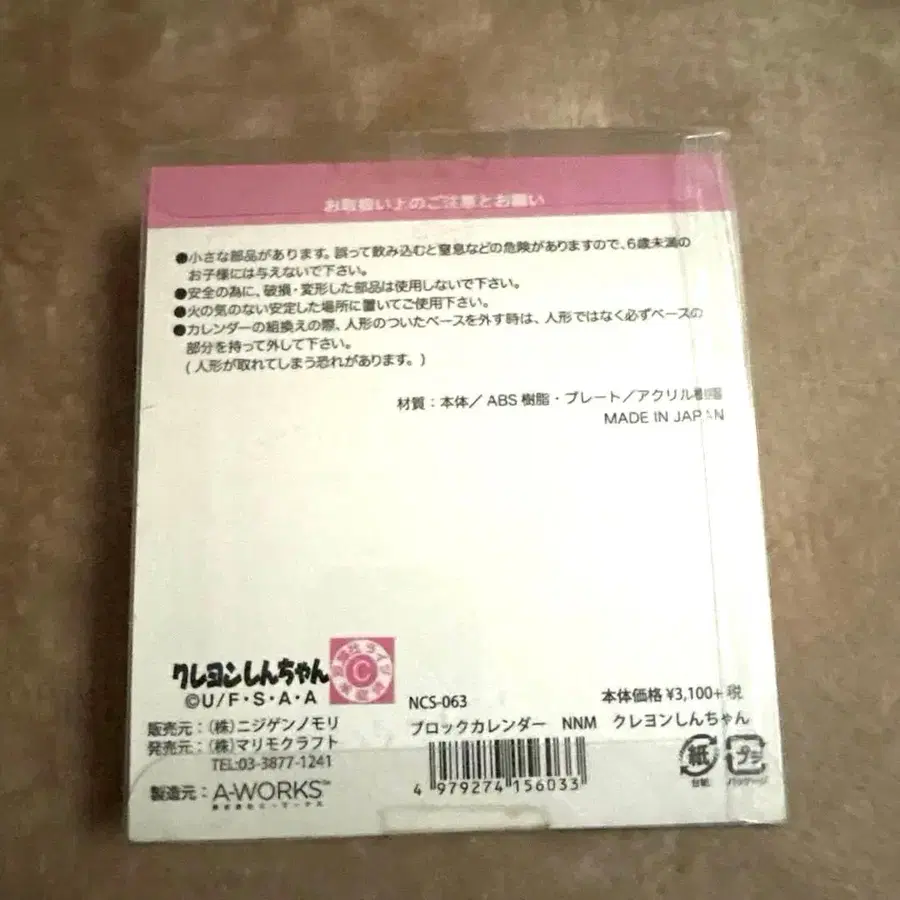 お取扱い上のご注意とお願い
●小さな部品があります。誤って飲み込むと窒息などの危険がありますので、6歳未満の
お子様には与えないで下さい。
●安全の為に、破損・変形した部品は使用しないで下さい。
●火の気のない安定した場所に置いてご使用下さい。
●カレンダーの組換えの際、人形のついたベースを外す時は、人形ではなく必ずベースの
部分を持って外して下さい。
(人形が取れてしまう恐れがあります。)
材質：本体／ABS樹脂・プレート／アクリル樹脂
MADE IN JAPAN
クレヨンしんちゃん
©U/F・S・A・A
C
販売元：(株)ニジゲンノモリ
発売元：(株)マリモクラフト
TEL:03-3877-1241
製造元：A-WORKS™
NCS-063
本体価格 ¥3,100+税
ブロックカレンダー NNM クレヨンしんちゃん
4 979274 156033
紙
台紙
プラ
パッケージ